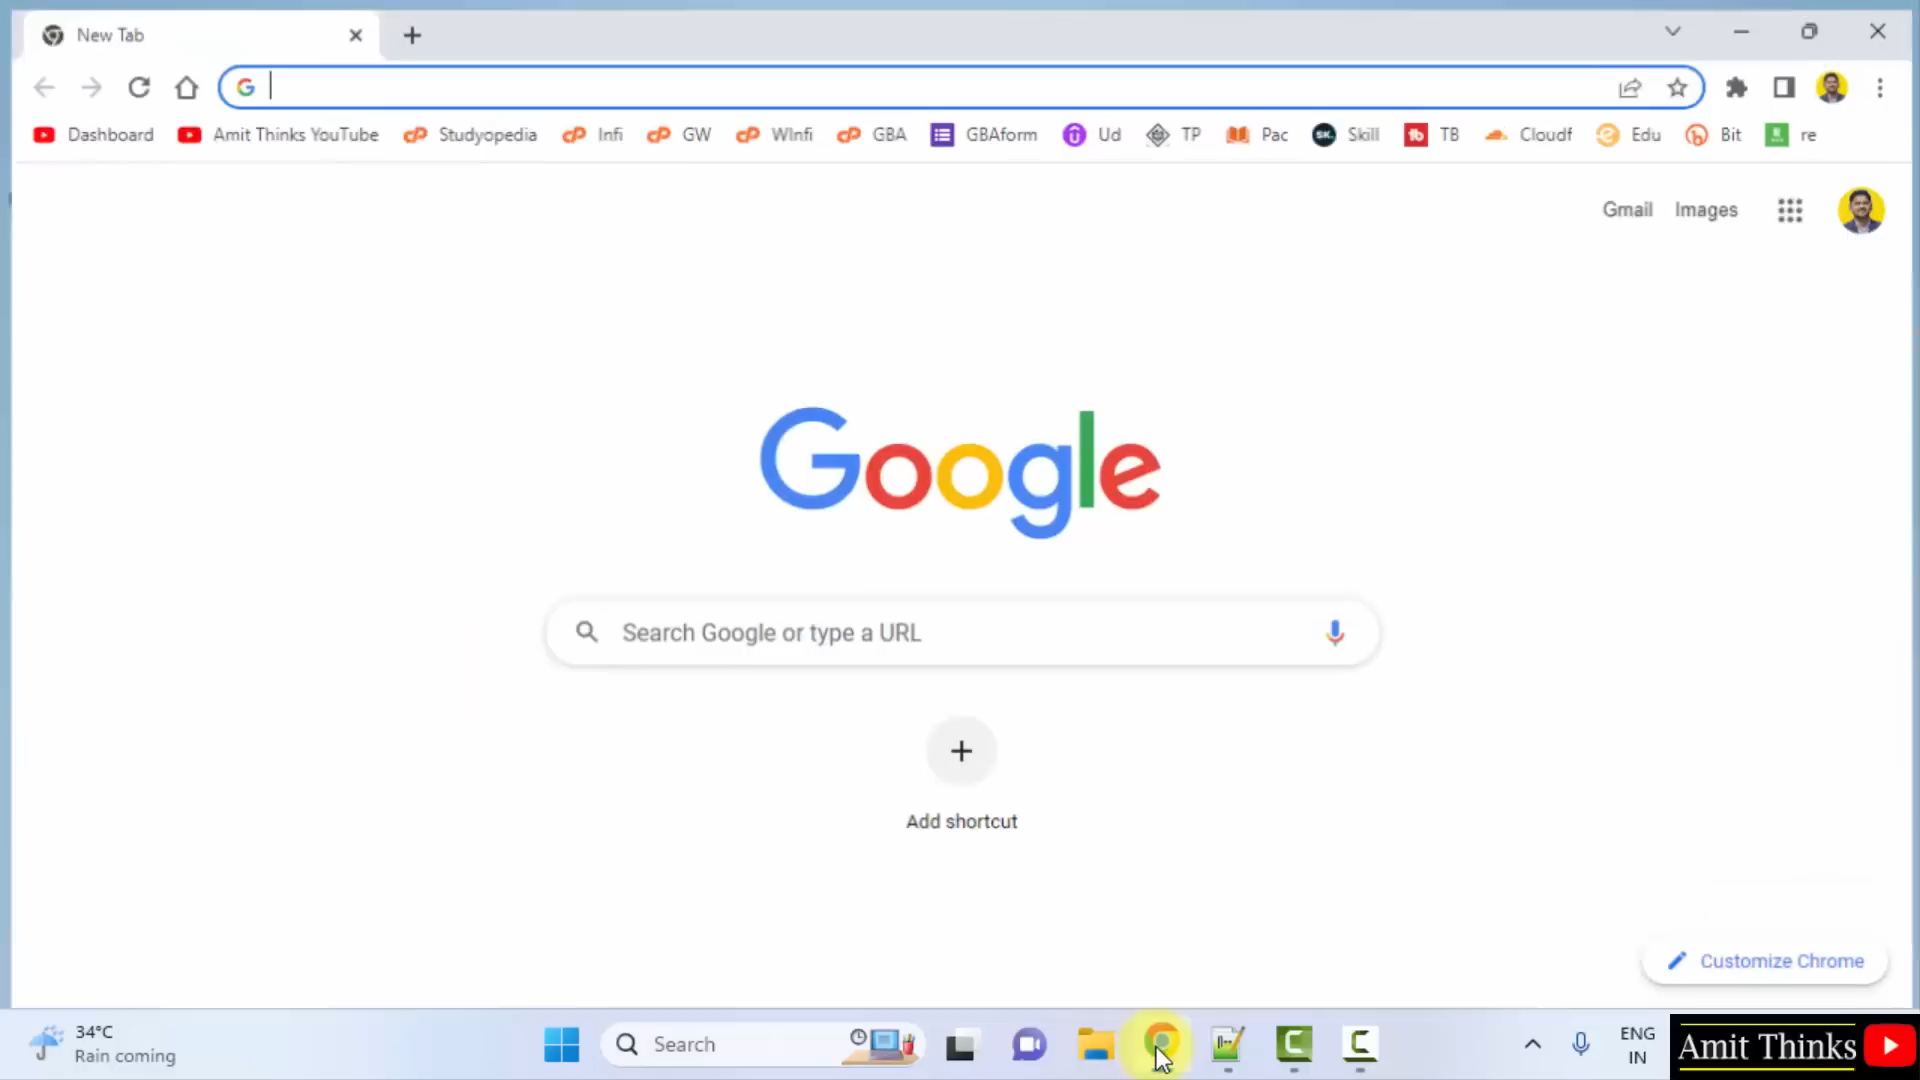 New Tab
Dashboard
Amit Thinks YouTube
Studyopedia
Infi
GW
WInfi
GBA
GBAform
Ud
TP
Pac
SK.
Skill
tb
TB
Cloudf
Edu
Bit
re
Gmail
Images
Google
Search Google or type a URL
Add shortcut
Customize Chrome
34°C
Rain coming
Search
ENG
IN
Amit Thinks